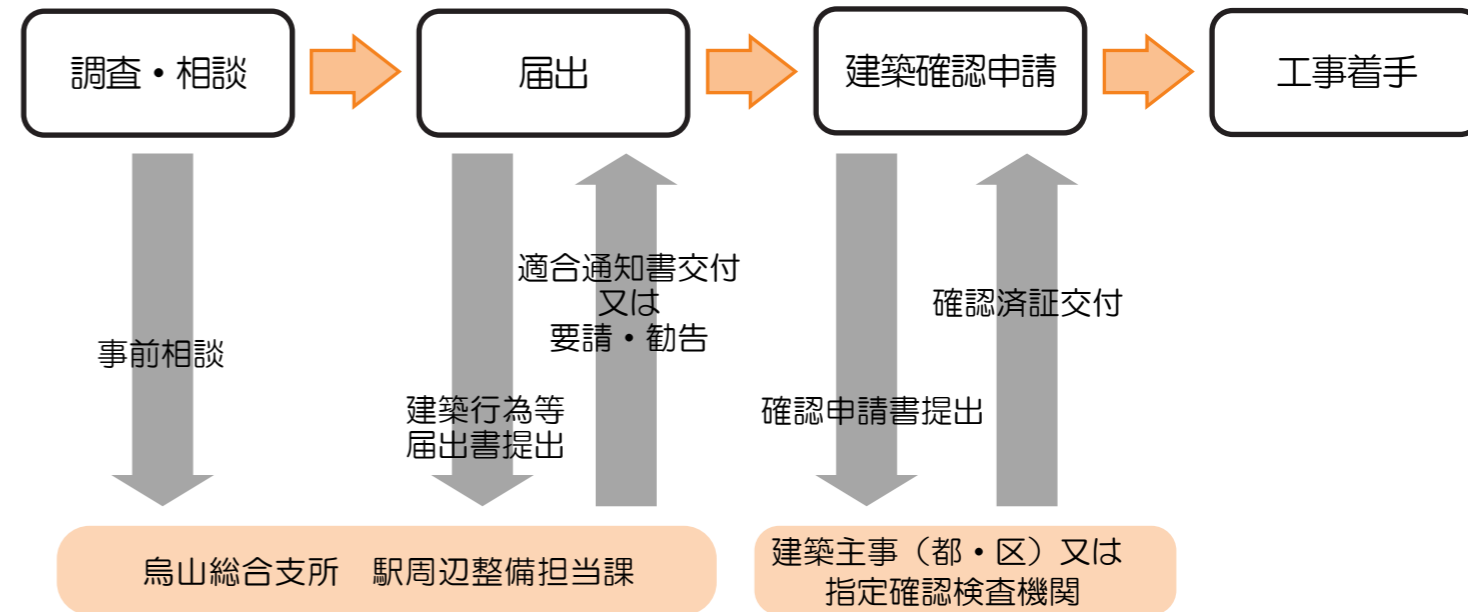 調査・相談
届出
建築確認申請
工事着手
事前相談
建築行為等
届出書提出
適合通知書交付
又は
要請・勧告
確認申請書提出
確認済証交付
烏山総合支所　駅周辺整備担当課
建築主事（都・区）又は
指定確認検査機関